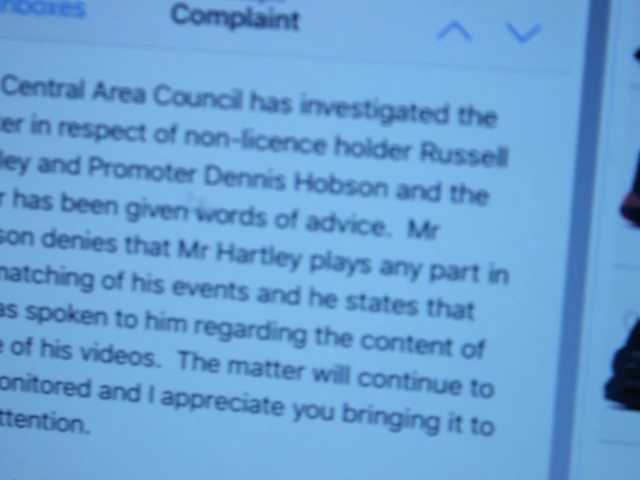 nboxes
Complaint
Central Area Council has investigated the
er in respect of non-licence holder Russell
ley and Promoter Dennis Hobson and the
r has been given words of advice. Mr
son denies that Mr Hartley plays any part in
matching of his events and he states that
as spoken to him regarding the content of
e of his videos. The matter will continue to
onitored and I appreciate you bringing it to
ttention.